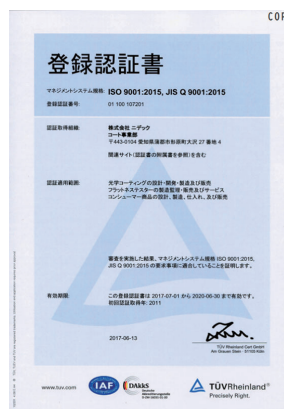 COP
登録認証書
マネジメントシステム規格: ISO 9001:2015, JIS Q 9001:2015
登録認証番号: 01 100 107201
認証取得組織: 株式会社 ニデック
コート事業部
〒443-0104 愛知県蒲郡市形原町大沢 27 番地 4
関連サイト(認証書の附属書を参照)を含む
認証適用範囲: 光学コーティングの設計・開発・製造及び販売
フラットネステスターの製造監理・販売及びサービス
コンシューマー商品の設計、製造、仕入れ、及び販売
審査を実施した結果、マネジメントシステム規格 ISO 9001:2015,
JIS Q 9001:2015 の要求事項に適合していることを証明します。
有効期限: この登録認証書は 2017-07-01 から 2020-06-30 まで有効です。
初回認証取得年: 2011
2017-06-13
TÜV Rheinland Cert GmbH
Am Grauen Stein · 51105 Köln
www.tuv.com
IAF
DAkkS
Deutsche
Akkreditierungsstelle
TÜVRheinland®
Precisely Right.